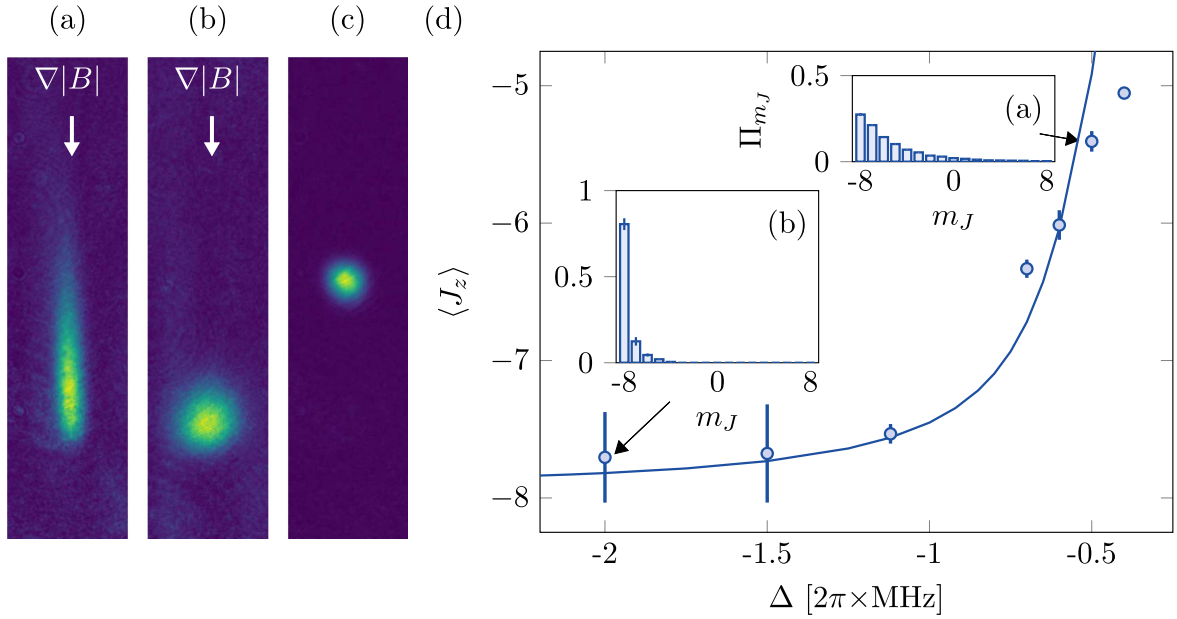 (a) (b) (c) (d)
∇|B| ∇|B|
⟨J_z⟩
−5
−6
−7
−8
Π_{m_J}
0.5
0
(a)
-8 0 8
m_J
1
0.5
0
(b)
-8 0 8
m_J
-2 -1.5 -1 -0.5
Δ [2π×MHz]